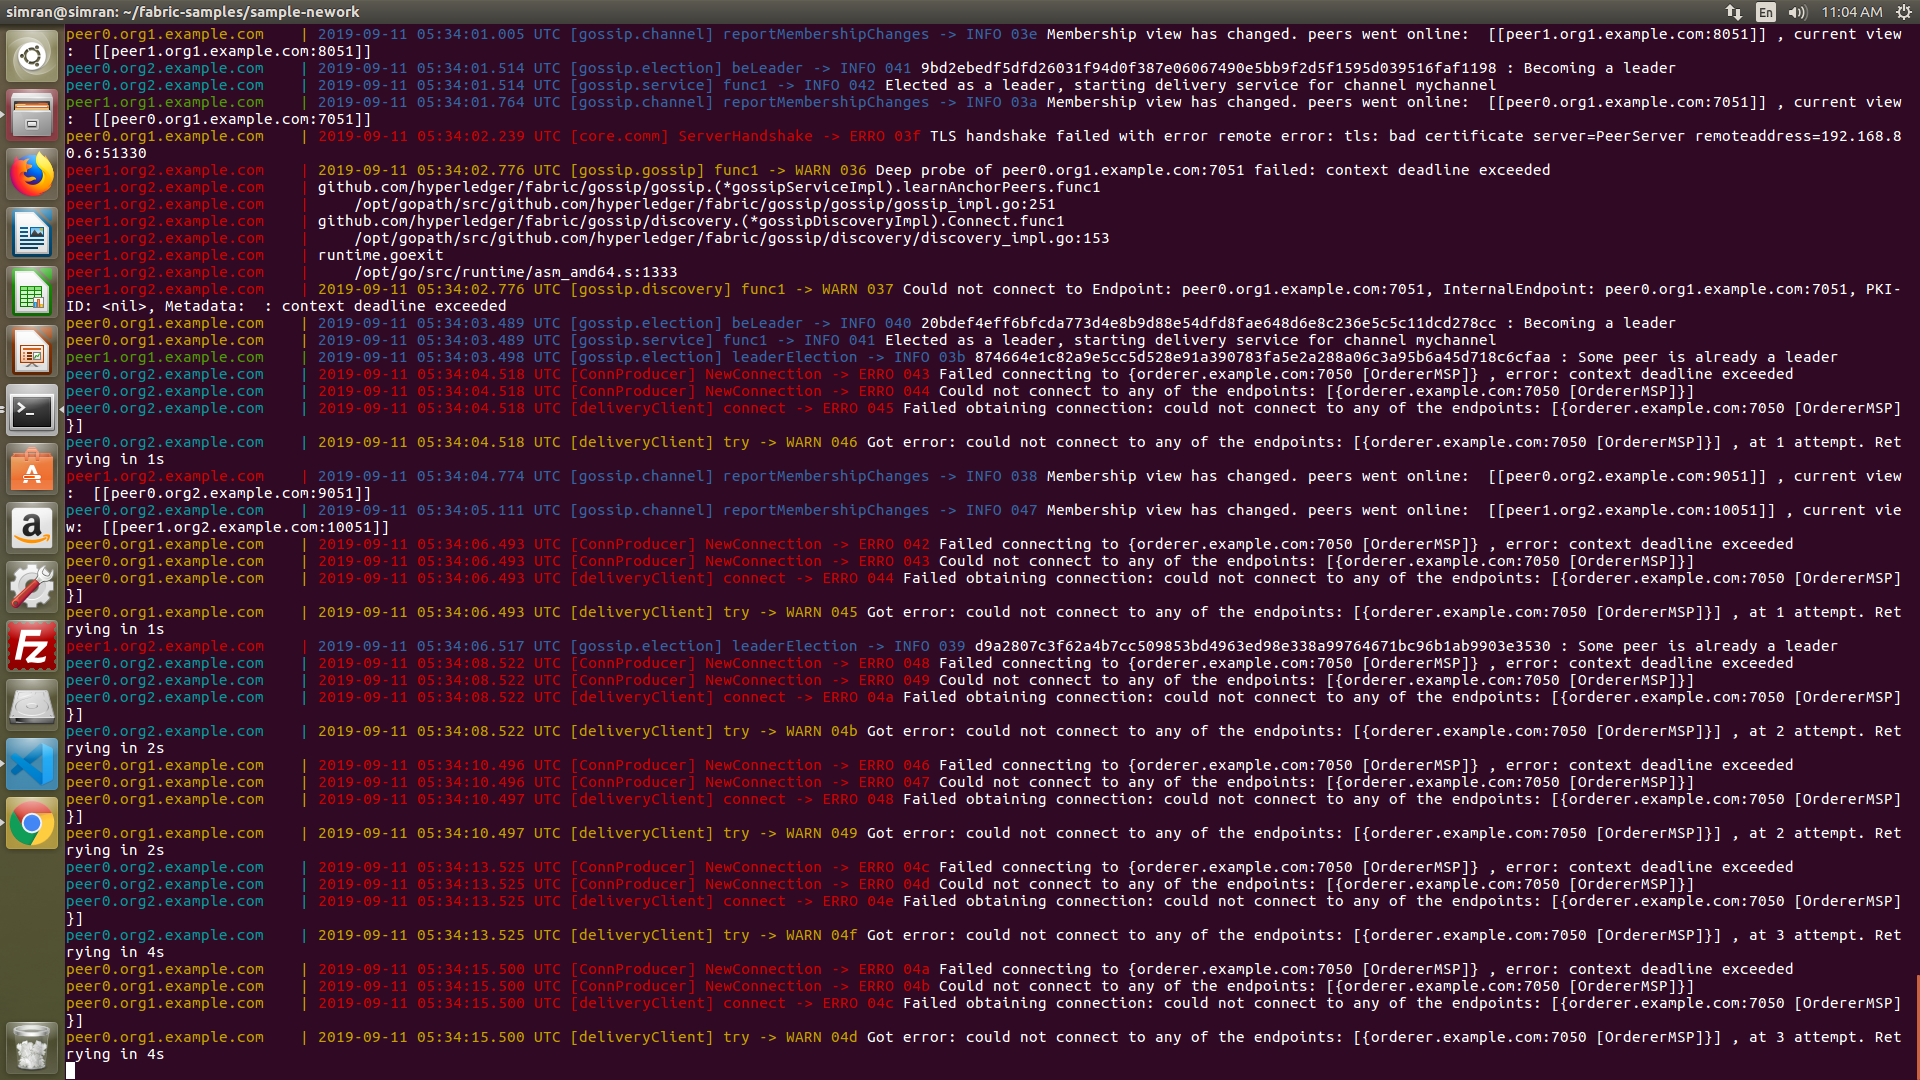 simran@simran: ~/fabric-samples/sample-nework
En
11:04 AM
peer0.org1.example.com    | 2019-09-11 05:34:01.005 UTC [gossip.channel] reportMembershipChanges -> INFO 03e Membership view has changed. peers went online:  [[peer1.org1.example.com:8051]] , current view
:  [[peer1.org1.example.com:8051]]
peer0.org2.example.com    | 2019-09-11 05:34:01.514 UTC [gossip.election] beLeader -> INFO 041 9bd2ebedf5dfd26031f94d0f387e06067490e5bb9f2d5f1595d039516faf1198 : Becoming a leader
peer0.org2.example.com    | 2019-09-11 05:34:01.514 UTC [gossip.service] func1 -> INFO 042 Elected as a leader, starting delivery service for channel mychannel
peer1.org1.example.com    | 2019-09-11 05:34:01.764 UTC [gossip.channel] reportMembershipChanges -> INFO 03a Membership view has changed. peers went online:  [[peer0.org1.example.com:7051]] , current view
:  [[peer0.org1.example.com:7051]]
peer0.org1.example.com    | 2019-09-11 05:34:02.239 UTC [core.comm] ServerHandshake -> ERRO 03f TLS handshake failed with error remote error: tls: bad certificate server=PeerServer remoteaddress=192.168.8
0.6:51330
peer1.org2.example.com    | 2019-09-11 05:34:02.776 UTC [gossip.gossip] func1 -> WARN 036 Deep probe of peer0.org1.example.com:7051 failed: context deadline exceeded
peer1.org2.example.com    | github.com/hyperledger/fabric/gossip/gossip.(*gossipServiceImpl).learnAnchorPeers.func1
peer1.org2.example.com    |     /opt/gopath/src/github.com/hyperledger/fabric/gossip/gossip/gossip_impl.go:251
peer1.org2.example.com    | github.com/hyperledger/fabric/gossip/discovery.(*gossipDiscoveryImpl).Connect.func1
peer1.org2.example.com    |     /opt/gopath/src/github.com/hyperledger/fabric/gossip/discovery/discovery_impl.go:153
peer1.org2.example.com    | runtime.goexit
peer1.org2.example.com    |     /opt/go/src/runtime/asm_amd64.s:1333
peer1.org2.example.com    | 2019-09-11 05:34:02.776 UTC [gossip.discovery] func1 -> WARN 037 Could not connect to Endpoint: peer0.org1.example.com:7051, InternalEndpoint: peer0.org1.example.com:7051, PKI-
ID: <nil>, Metadata:  : context deadline exceeded
peer0.org1.example.com    | 2019-09-11 05:34:03.489 UTC [gossip.election] beLeader -> INFO 040 20bdef4eff6bfcda773d4e8b9d88e54dfd8fae648d6e8c236e5c5c11dcd278cc : Becoming a leader
peer0.org1.example.com    | 2019-09-11 05:34:03.489 UTC [gossip.service] func1 -> INFO 041 Elected as a leader, starting delivery service for channel mychannel
peer1.org1.example.com    | 2019-09-11 05:34:03.498 UTC [gossip.election] leaderElection -> INFO 03b 874664e1c82a9e5cc5d528e91a390783fa5e2a288a06c3a95b6a45d718c6cfaa : Some peer is already a leader
peer0.org2.example.com    | 2019-09-11 05:34:04.518 UTC [ConnProducer] NewConnection -> ERRO 043 Failed connecting to {orderer.example.com:7050 [OrdererMSP]} , error: context deadline exceeded
peer0.org2.example.com    | 2019-09-11 05:34:04.518 UTC [ConnProducer] NewConnection -> ERRO 044 Could not connect to any of the endpoints: [{orderer.example.com:7050 [OrdererMSP]}]
peer0.org2.example.com    | 2019-09-11 05:34:04.518 UTC [deliveryClient] connect -> ERRO 045 Failed obtaining connection: could not connect to any of the endpoints: [{orderer.example.com:7050 [OrdererMSP]
}]
peer0.org2.example.com    | 2019-09-11 05:34:04.518 UTC [deliveryClient] try -> WARN 046 Got error: could not connect to any of the endpoints: [{orderer.example.com:7050 [OrdererMSP]}] , at 1 attempt. Ret
rying in 1s
peer1.org2.example.com    | 2019-09-11 05:34:04.774 UTC [gossip.channel] reportMembershipChanges -> INFO 038 Membership view has changed. peers went online:  [[peer0.org2.example.com:9051]] , current view
:  [[peer0.org2.example.com:9051]]
peer0.org2.example.com    | 2019-09-11 05:34:05.111 UTC [gossip.channel] reportMembershipChanges -> INFO 047 Membership view has changed. peers went online:  [[peer1.org2.example.com:10051]] , current vie
w:  [[peer1.org2.example.com:10051]]
peer0.org1.example.com    | 2019-09-11 05:34:06.493 UTC [ConnProducer] NewConnection -> ERRO 042 Failed connecting to {orderer.example.com:7050 [OrdererMSP]} , error: context deadline exceeded
peer0.org1.example.com    | 2019-09-11 05:34:06.493 UTC [ConnProducer] NewConnection -> ERRO 043 Could not connect to any of the endpoints: [{orderer.example.com:7050 [OrdererMSP]}]
peer0.org1.example.com    | 2019-09-11 05:34:06.493 UTC [deliveryClient] connect -> ERRO 044 Failed obtaining connection: could not connect to any of the endpoints: [{orderer.example.com:7050 [OrdererMSP]
}]
peer0.org1.example.com    | 2019-09-11 05:34:06.493 UTC [deliveryClient] try -> WARN 045 Got error: could not connect to any of the endpoints: [{orderer.example.com:7050 [OrdererMSP]}] , at 1 attempt. Ret
rying in 1s
peer1.org2.example.com    | 2019-09-11 05:34:06.517 UTC [gossip.election] leaderElection -> INFO 039 d9a2807c3f62a4b7cc509853bd4963ed98e338a99764671bc96b1ab9903e3530 : Some peer is already a leader
peer0.org2.example.com    | 2019-09-11 05:34:08.522 UTC [ConnProducer] NewConnection -> ERRO 048 Failed connecting to {orderer.example.com:7050 [OrdererMSP]} , error: context deadline exceeded
peer0.org2.example.com    | 2019-09-11 05:34:08.522 UTC [ConnProducer] NewConnection -> ERRO 049 Could not connect to any of the endpoints: [{orderer.example.com:7050 [OrdererMSP]}]
peer0.org2.example.com    | 2019-09-11 05:34:08.522 UTC [deliveryClient] connect -> ERRO 04a Failed obtaining connection: could not connect to any of the endpoints: [{orderer.example.com:7050 [OrdererMSP]
}]
peer0.org2.example.com    | 2019-09-11 05:34:08.522 UTC [deliveryClient] try -> WARN 04b Got error: could not connect to any of the endpoints: [{orderer.example.com:7050 [OrdererMSP]}] , at 2 attempt. Ret
rying in 2s
peer0.org1.example.com    | 2019-09-11 05:34:10.496 UTC [ConnProducer] NewConnection -> ERRO 046 Failed connecting to {orderer.example.com:7050 [OrdererMSP]} , error: context deadline exceeded
peer0.org1.example.com    | 2019-09-11 05:34:10.496 UTC [ConnProducer] NewConnection -> ERRO 047 Could not connect to any of the endpoints: [{orderer.example.com:7050 [OrdererMSP]}]
peer0.org1.example.com    | 2019-09-11 05:34:10.497 UTC [deliveryClient] connect -> ERRO 048 Failed obtaining connection: could not connect to any of the endpoints: [{orderer.example.com:7050 [OrdererMSP]
}]
peer0.org1.example.com    | 2019-09-11 05:34:10.497 UTC [deliveryClient] try -> WARN 049 Got error: could not connect to any of the endpoints: [{orderer.example.com:7050 [OrdererMSP]}] , at 2 attempt. Ret
rying in 2s
peer0.org2.example.com    | 2019-09-11 05:34:13.525 UTC [ConnProducer] NewConnection -> ERRO 04c Failed connecting to {orderer.example.com:7050 [OrdererMSP]} , error: context deadline exceeded
peer0.org2.example.com    | 2019-09-11 05:34:13.525 UTC [ConnProducer] NewConnection -> ERRO 04d Could not connect to any of the endpoints: [{orderer.example.com:7050 [OrdererMSP]}]
peer0.org2.example.com    | 2019-09-11 05:34:13.525 UTC [deliveryClient] connect -> ERRO 04e Failed obtaining connection: could not connect to any of the endpoints: [{orderer.example.com:7050 [OrdererMSP]
}]
peer0.org2.example.com    | 2019-09-11 05:34:13.525 UTC [deliveryClient] try -> WARN 04f Got error: could not connect to any of the endpoints: [{orderer.example.com:7050 [OrdererMSP]}] , at 3 attempt. Ret
rying in 4s
peer0.org1.example.com    | 2019-09-11 05:34:15.500 UTC [ConnProducer] NewConnection -> ERRO 04a Failed connecting to {orderer.example.com:7050 [OrdererMSP]} , error: context deadline exceeded
peer0.org1.example.com    | 2019-09-11 05:34:15.500 UTC [ConnProducer] NewConnection -> ERRO 04b Could not connect to any of the endpoints: [{orderer.example.com:7050 [OrdererMSP]}]
peer0.org1.example.com    | 2019-09-11 05:34:15.500 UTC [deliveryClient] connect -> ERRO 04c Failed obtaining connection: could not connect to any of the endpoints: [{orderer.example.com:7050 [OrdererMSP]
}]
peer0.org1.example.com    | 2019-09-11 05:34:15.500 UTC [deliveryClient] try -> WARN 04d Got error: could not connect to any of the endpoints: [{orderer.example.com:7050 [OrdererMSP]}] , at 3 attempt. Ret
rying in 4s